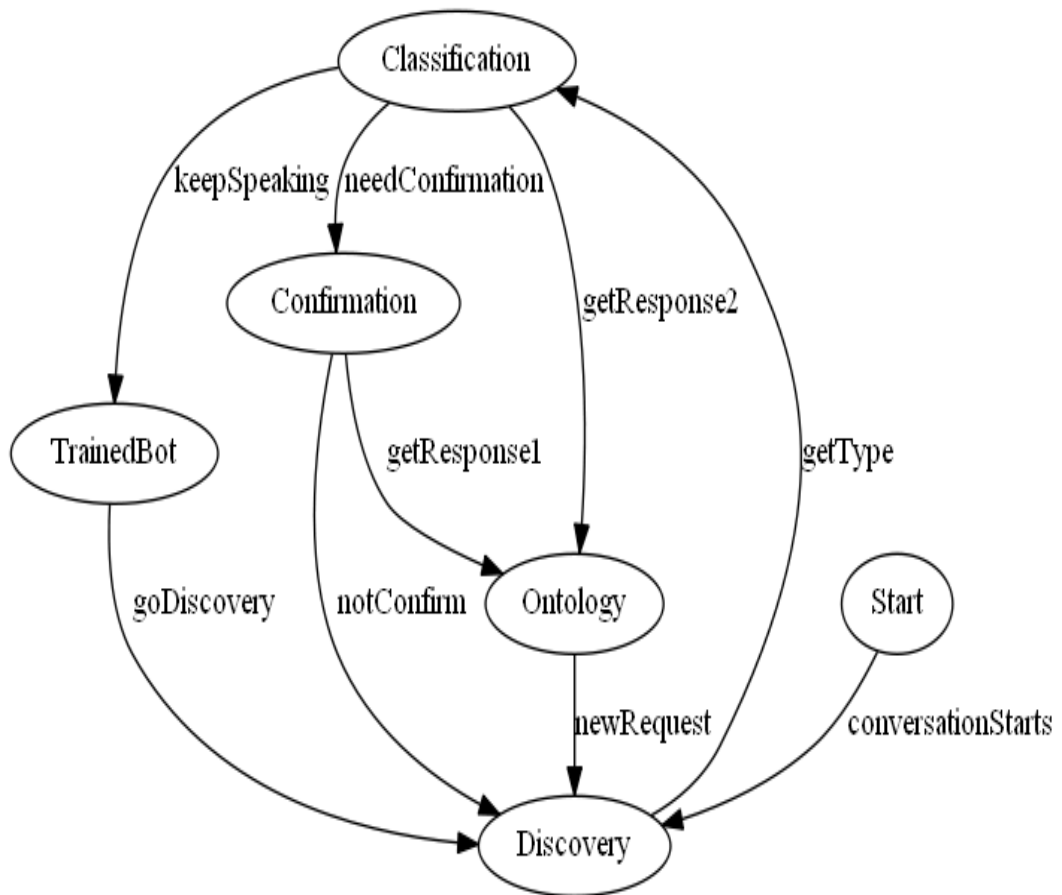 Classification
keepSpeaking
needConfirmation
Confirmation
getResponse2
TrainedBot
getResponse1
getType
goDiscovery
notConfirm
Ontology
Start
newRequest
conversationStarts
Discovery